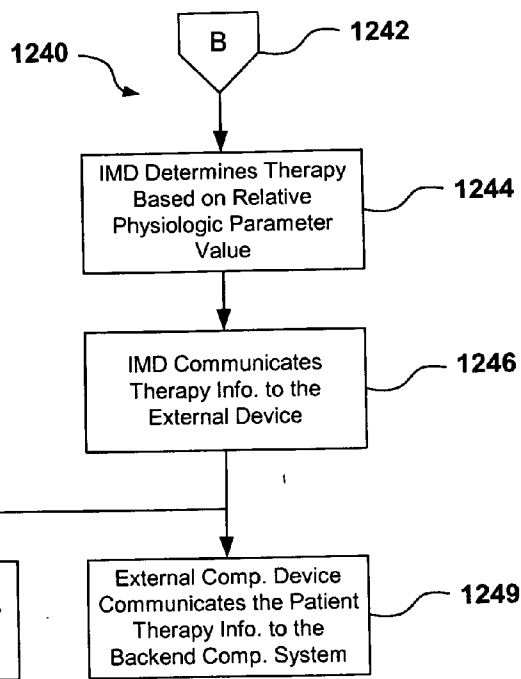 B
1242
1240
IMD Determines Therapy
Based on Relative
Physiologic Parameter
Value
1244
IMD Communicates
Therapy Info. to the
External Device
1246
External Comp. Device
Communicates the Patient
Therapy Info. to the
Backend Comp. System
1249